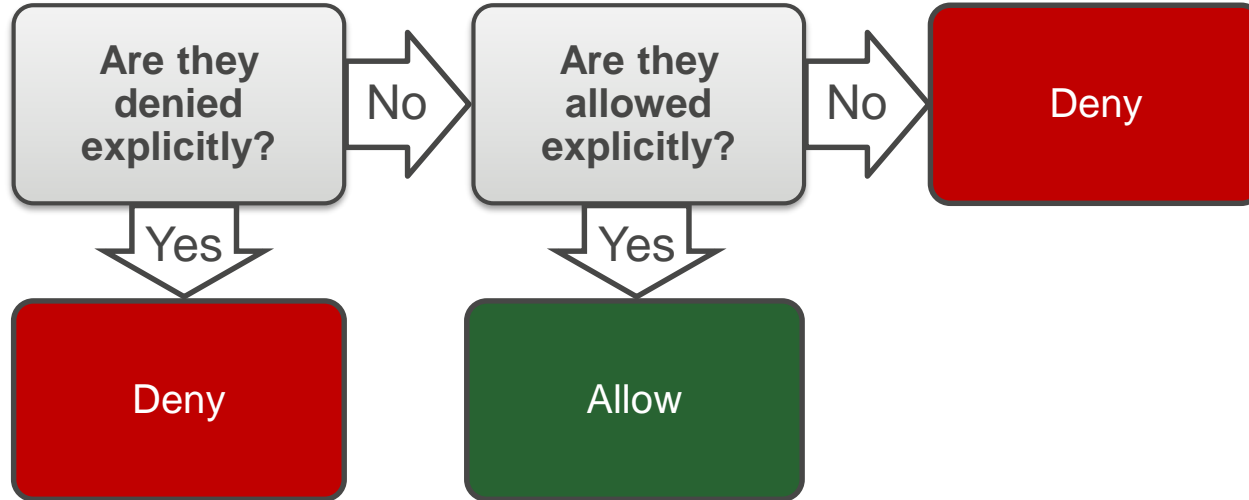 Are they
denied
explicitly?
No
Are they
allowed
explicitly?
No
Deny
Yes
Yes
Deny
Allow